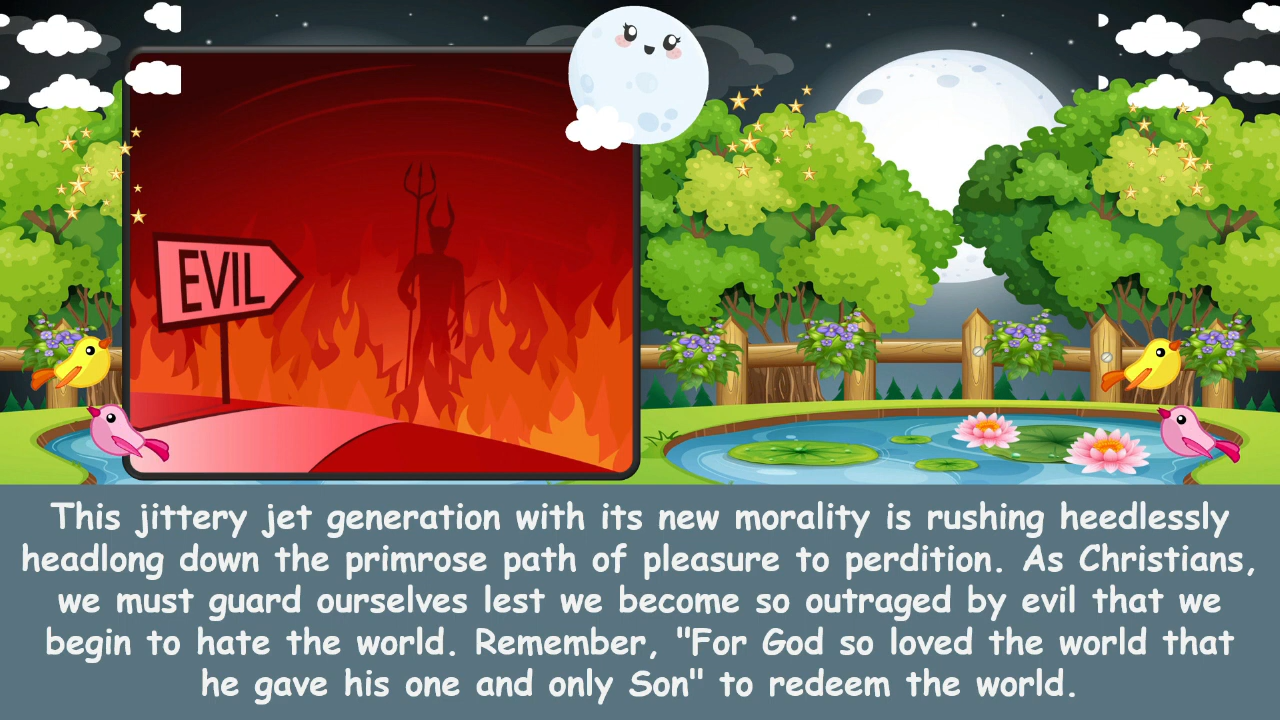 EVIL
This jittery jet generation with its new morality is rushing heedlessly
headlong down the primrose path of pleasure to perdition. As Christians,
we must guard ourselves lest we become so outraged by evil that we
begin to hate the world. Remember, "For God so loved the world that
he gave his one and only Son" to redeem the world.